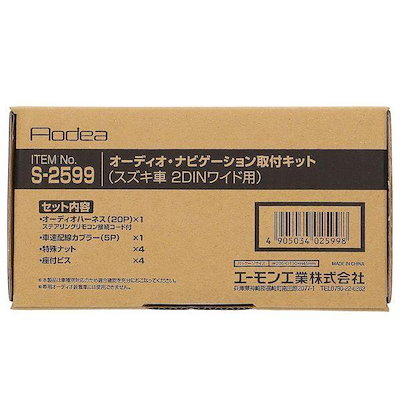 Aodea
ITEM No.
S-2599
オーディオ・ナビゲーション取付キット
(スズキ車 2DINワイド用)
セット内容
・オーディオハーネス(20P)×1
ステアリングリモコン接続コード付
・車速配線カプラー(5P) ×1
・特殊ナット ×4
・座付ビス ×4
4 905034 025998
MADE IN CHINA
エーモン工業株式会社